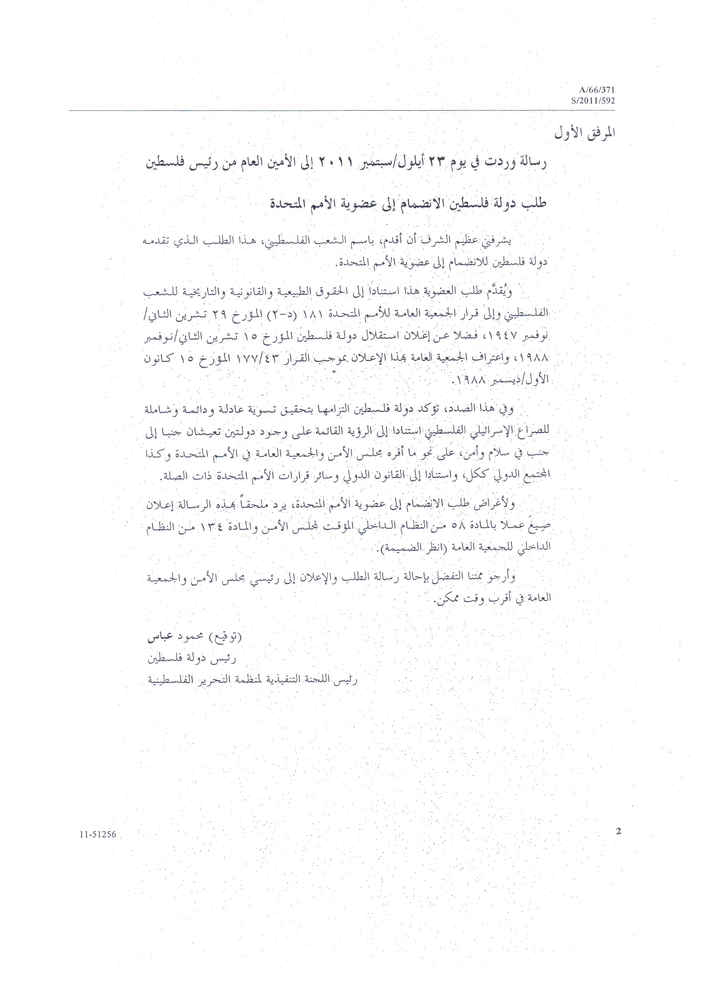 A/66/371
S/2011/592
المرفق الأول
رسالة وردت في يوم ٢٣ أيلول/سبتمبر ٢٠١١ إلى الأمين العام من رئيس فلسطين
طلب دولة فلسطين الانضمام إلى عضوية الأمم المتحدة
يشرفني عظيم الشرف أن أقدم، باسم الشعب الفلسطيني، هذا الطلب الذي تقدمه
دولة فلسطين للانضمام إلى عضوية الأمم المتحدة.
ويُقدَّم طلب العضوية هذا استنادا إلى الحقوق الطبيعية والقانونية والتاريخية للشعب
الفلسطيني وإلى قرار الجمعية العامة للأمم المتحدة ١٨١ (د-٢) المؤرخ ٢٩ تشرين الثاني/
نوفمبر ١٩٤٧، فضلا عن إعلان استقلال دولة فلسطين المؤرخ ١٥ تشرين الثاني/نوفمبر
١٩٨٨، واعتراف الجمعية العامة بهذا الإعلان بموجب القرار ١٧٧/٤٣ المؤرخ ١٥ كانون
الأول/ديسمبر ١٩٨٨.
وفي هذا الصدد، تؤكد دولة فلسطين التزامها بتحقيق تسوية عادلة ودائمة وشاملة
للصراع الإسرائيلي الفلسطيني استنادا إلى الرؤية القائمة على وجود دولتين تعيشان جنبا إلى
جنب في سلام وأمن، على نحو ما أقره مجلس الأمن والجمعية العامة في الأمم المتحدة وكذا
المجتمع الدولي ككل، واستنادا إلى القانون الدولي وسائر قرارات الأمم المتحدة ذات الصلة.
ولأغراض طلب الانضمام إلى عضوية الأمم المتحدة، يرد ملحقاً بهذه الرسالة إعلان
صِيغَ عملا بالمادة ٥٨ من النظام الداخلي المؤقت لمجلس الأمن والمادة ١٣٤ من النظام
الداخلي للجمعية العامة (انظر الضميمة).
وأرجو ممتنا التفضل بإحالة رسالة الطلب والإعلان إلى رئيسي مجلس الأمن والجمعية
العامة في أقرب وقت ممكن.
(توقيع) محمود عباس
رئيس دولة فلسطين
رئيس اللجنة التنفيذية لمنظمة التحرير الفلسطينية
2
11-51256